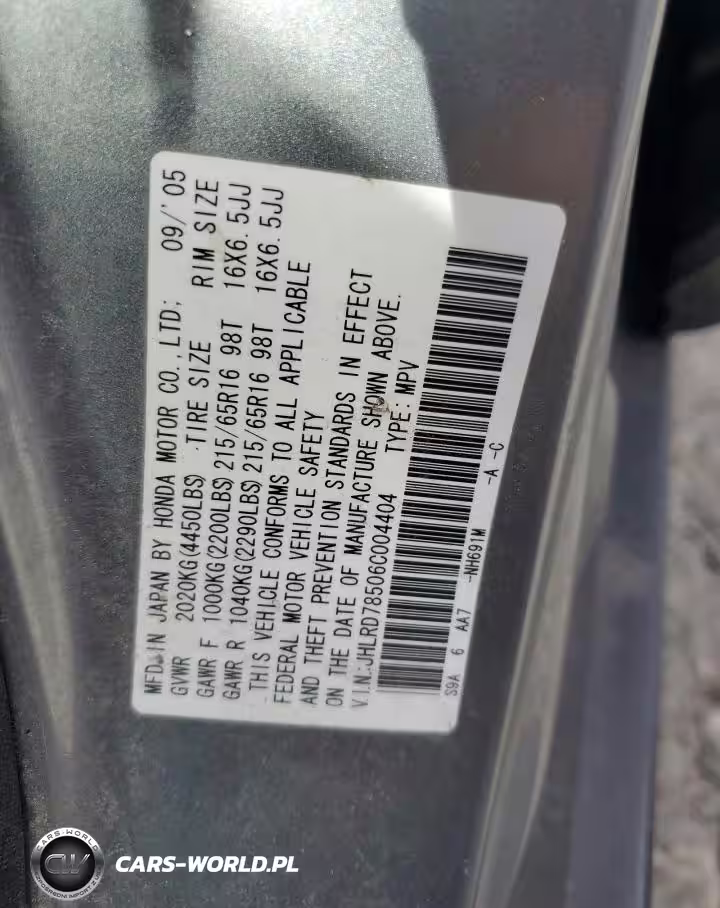 MFD. IN JAPAN BY HONDA MOTOR CO.,LTD; 09/'05
GVWR 2020KG(4450LBS) TIRE SIZE RIM SIZE
GAWR F 1000KG(2200LBS) 215/65R16 98T 16X6. 5JJ
GAWR R 1040KG(2290LBS) 215/65R16 98T 16X6. 5JJ
THIS VEHICLE CONFORMS TO ALL APPLICABLE
FEDERAL MOTOR VEHICLE SAFETY
AND THEFT PREVENTION STANDARDS IN EFFECT
ON THE DATE OF MANUFACTURE SHOWN ABOVE.
V.I.N.:JHLRD78506C004404 TYPE: MPV
S9A 6 AA7 -NH691M -A -C
CARS-WORLD
CW
CARS-WORLD.PL